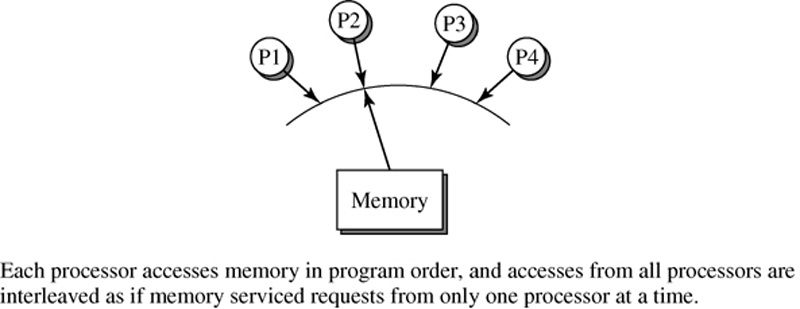 P1
P2
P3
P4
Memory
Each processor accesses memory in program order, and accesses from all processors are
interleaved as if memory serviced requests from only one processor at a time.